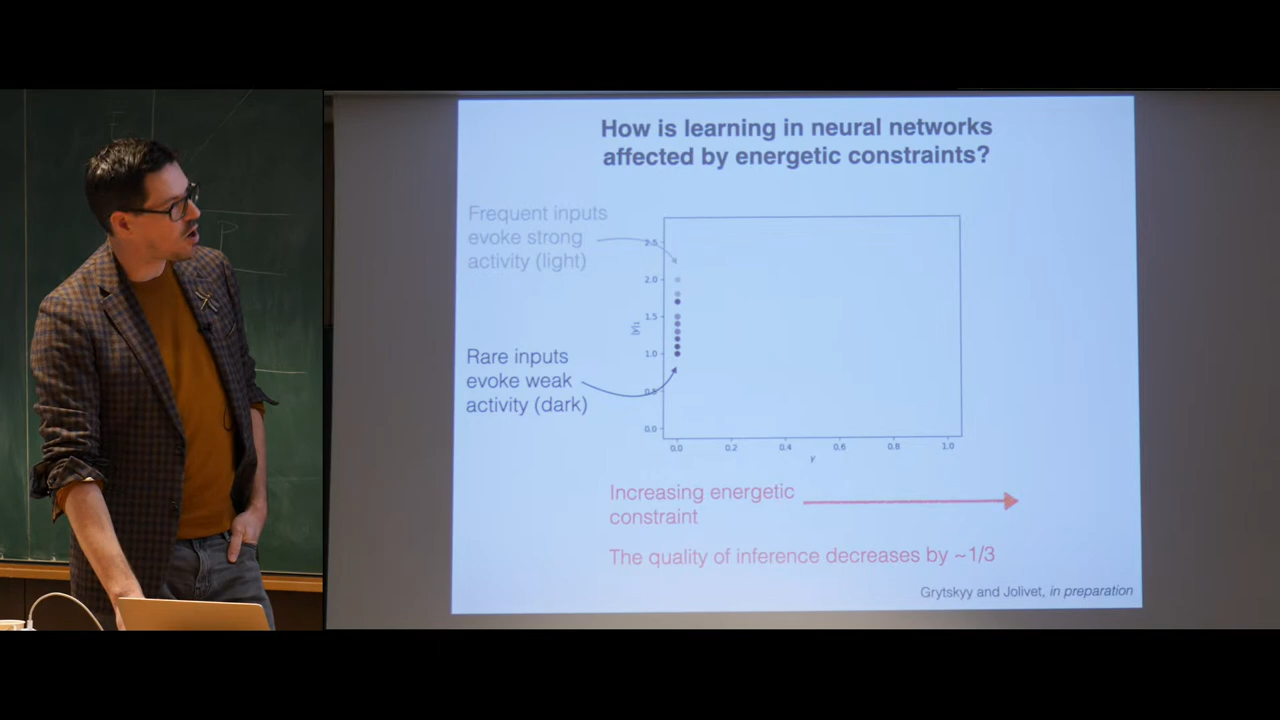 How is learning in neural networks
affected by energetic constraints?
Frequent inputs
evoke strong
activity (light)
Rare inputs
evoke weak
activity (dark)
2.5
2.0
1.5
1.0
0.5
0.0
0.0 0.2 0.4 0.6 0.8 1.0
γ
Increasing energetic
constraint
The quality of inference decreases by ~1/3
Grytskyy and Jolivet, in preparation